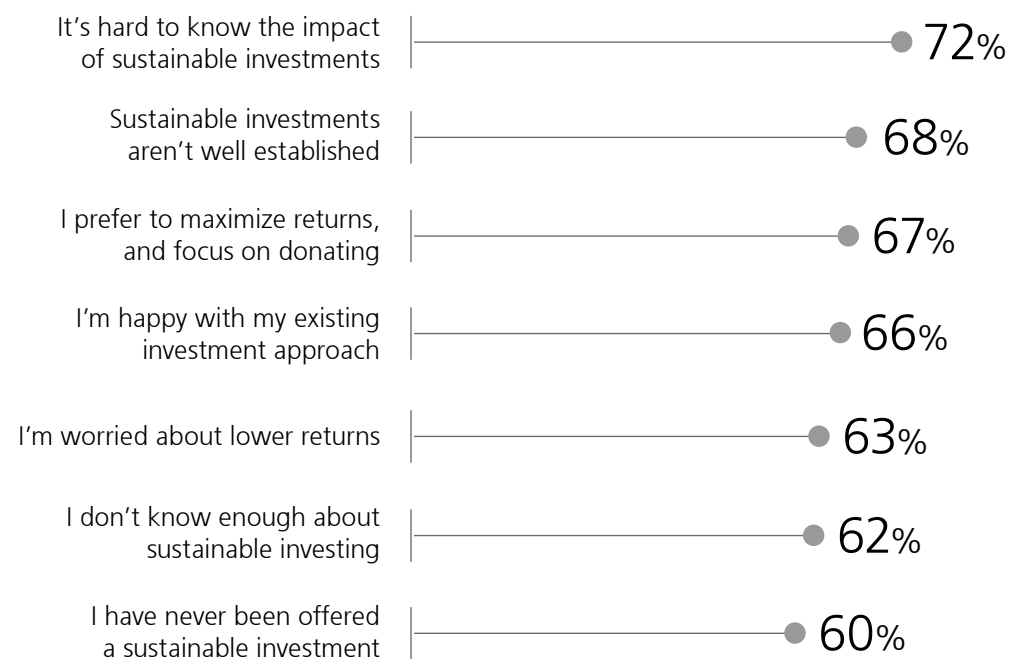 It’s hard to know the impact
of sustainable investments
72%
Sustainable investments
aren’t well established
68%
I prefer to maximize returns,
and focus on donating
67%
I’m happy with my existing
investment approach
66%
I’m worried about lower returns
63%
I don’t know enough about
sustainable investing
62%
I have never been offered
a sustainable investment
60%